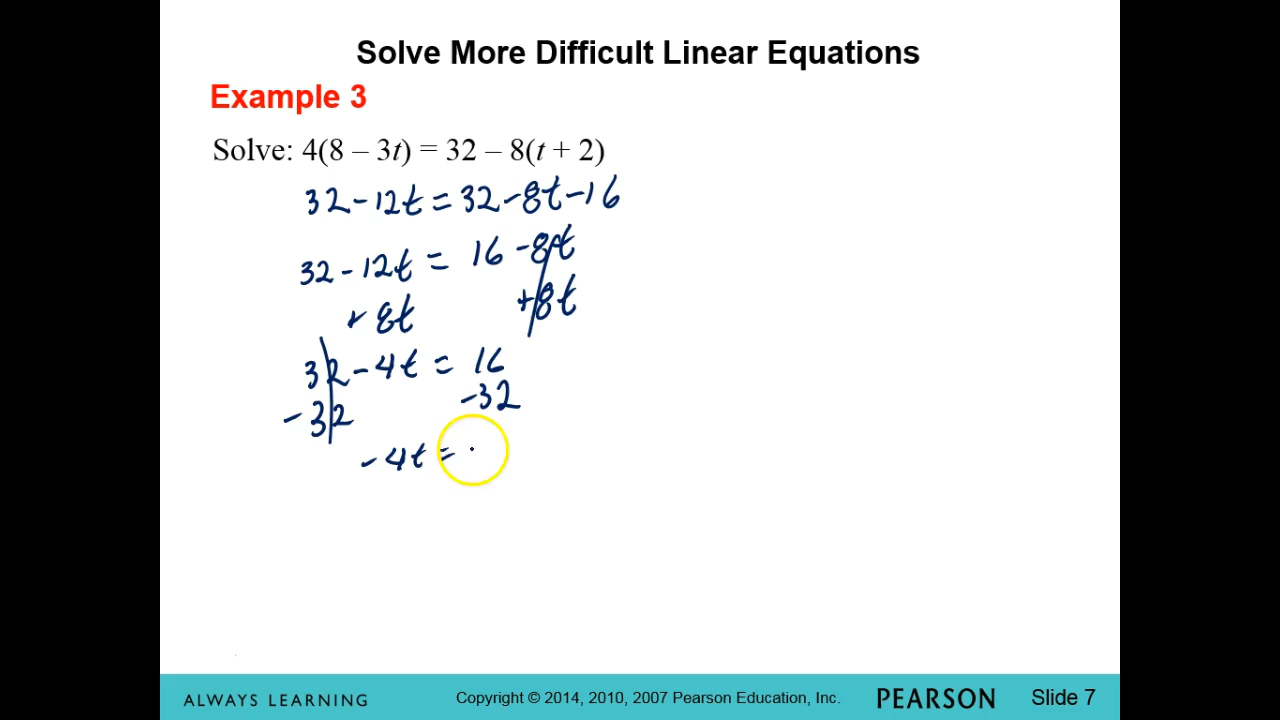 Solve More Difficult Linear Equations
Example 3
Solve: 4(8 – 3t) = 32 – 8(t + 2)
32 - 12t = 32 - 8t - 16
32 - 12t = 16 - 8t
+ 8t +8t
32 - 4t = 16
- 32 -32
- 4t =
ALWAYS LEARNING Copyright © 2014, 2010, 2007 Pearson Education, Inc. PEARSON Slide 7